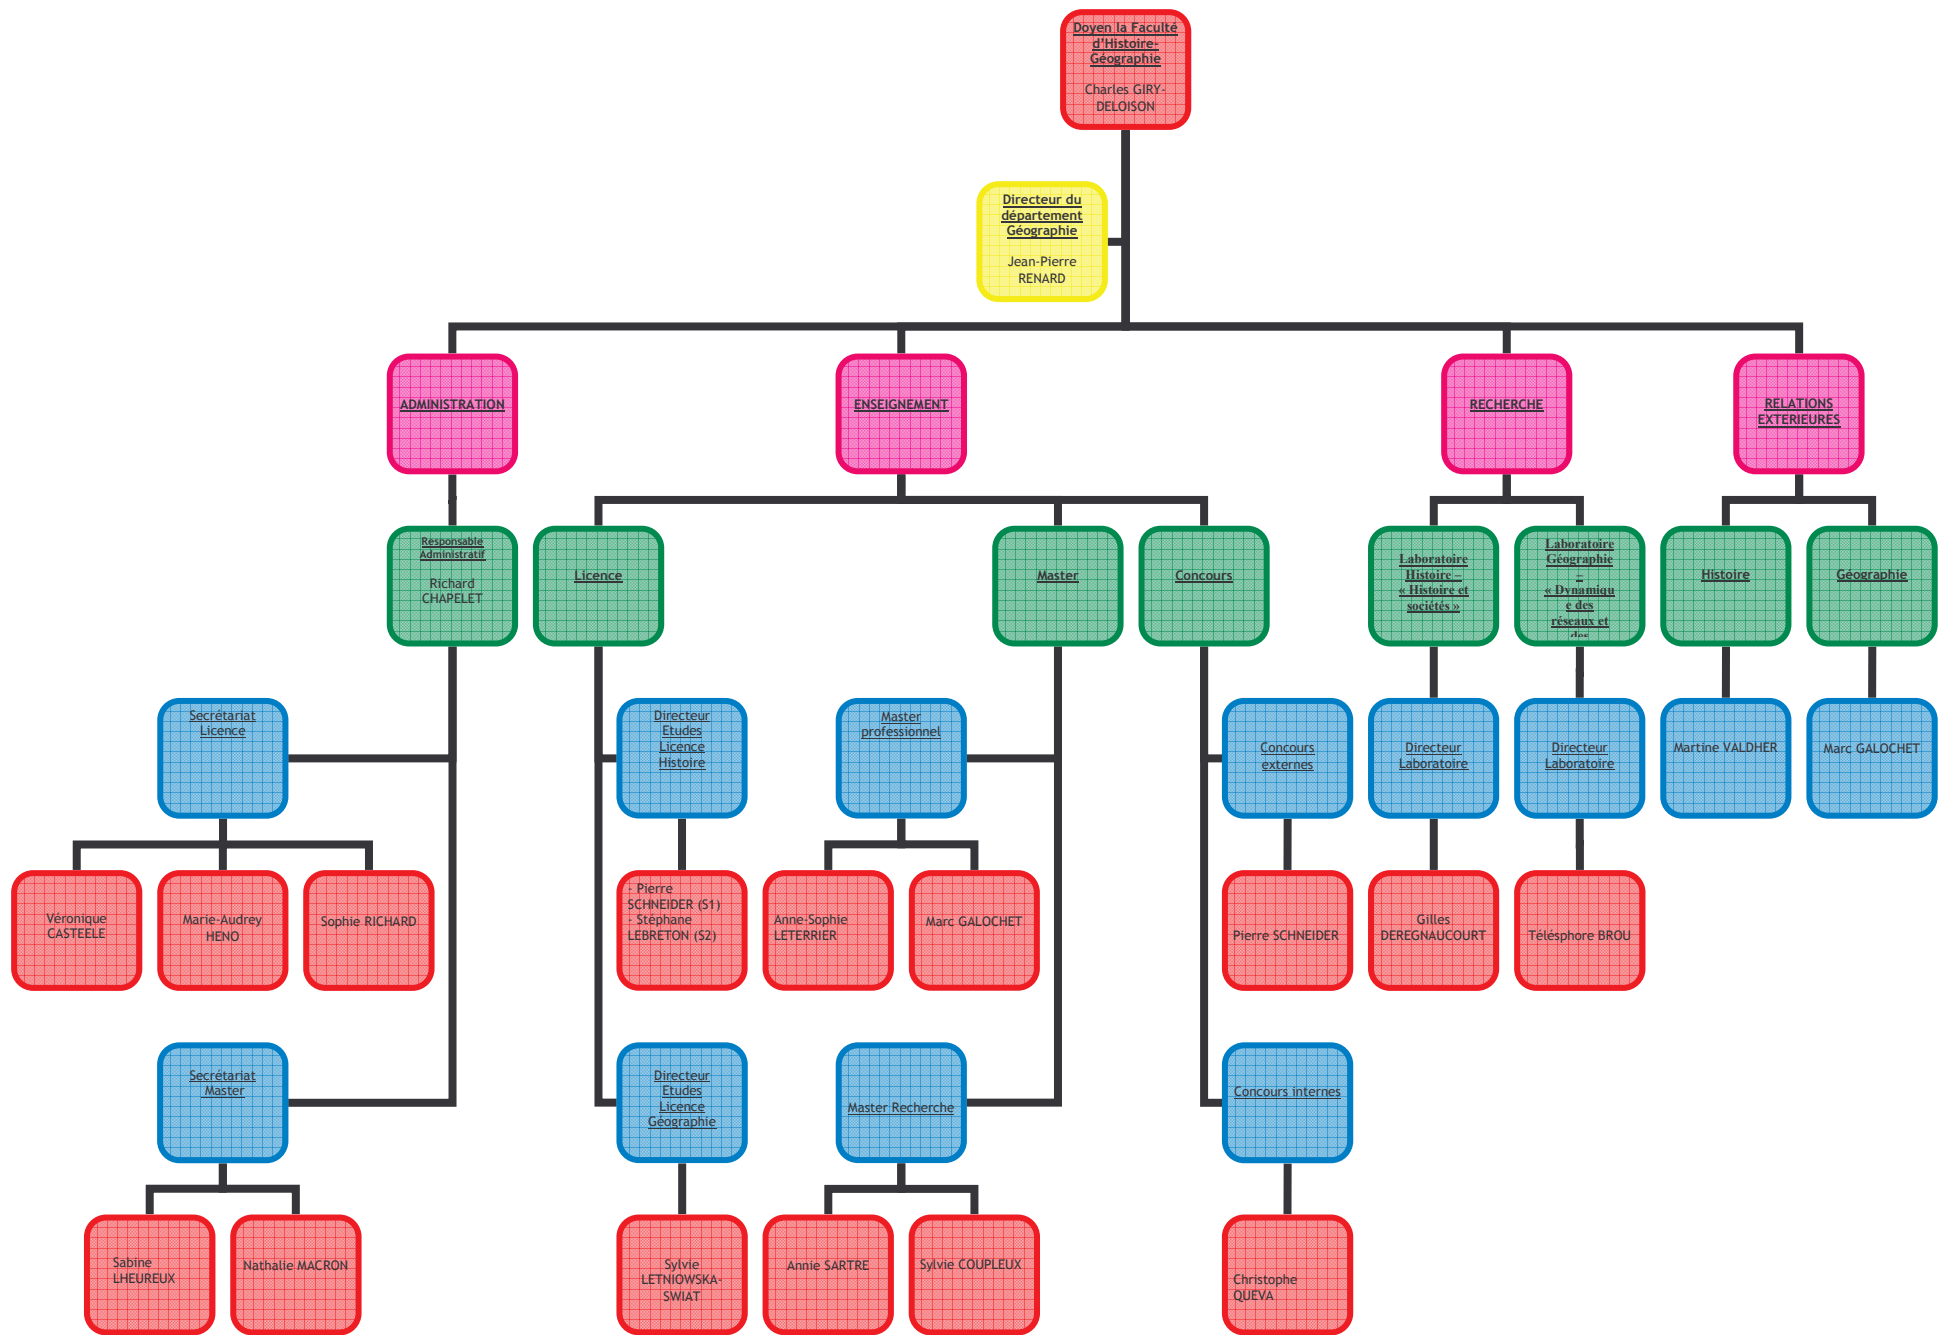 Doyen la Faculté
d'Histoire-
Géographie
Charles GIRY-
DELOISON
Directeur du
département
Géographie
Jean-Pierre
RENARD
ADMINISTRATION
ENSEIGNEMENT
RECHERCHE
RELATIONS
EXTERIEURES
Responsable
Administratif
Richard
CHAPELET
Licence
Master
Concours
Laboratoire
Histoire –
« Histoire et
sociétés »
Laboratoire
Géographie
–
« Dynamiqu
e des
réseaux et
des
Histoire
Géographie
Secrétariat
Licence
Directeur
Etudes
Licence
Histoire
Master
professionnel
Concours
externes
Directeur
Laboratoire
Directeur
Laboratoire
Martine VALDHER
Marc GALOCHET
Véronique
CASTEELE
Marie-Audrey
HENO
Sophie RICHARD
- Pierre
SCHNEIDER (S1)
- Stéphane
LEBRETON (S2)
Anne-Sophie
LETERRIER
Marc GALOCHET
Pierre SCHNEIDER
Gilles
DEREGNAUCOURT
Télésphore BROU
Secrétariat
Master
Directeur
Etudes
Licence
Géographie
Master Recherche
Concours internes
Sabine
LHEUREUX
Nathalie MACRON
Sylvie
LETNIOWSKA-
SWIAT
Annie SARTRE
Sylvie COUPLEUX
Christophe
QUEVA